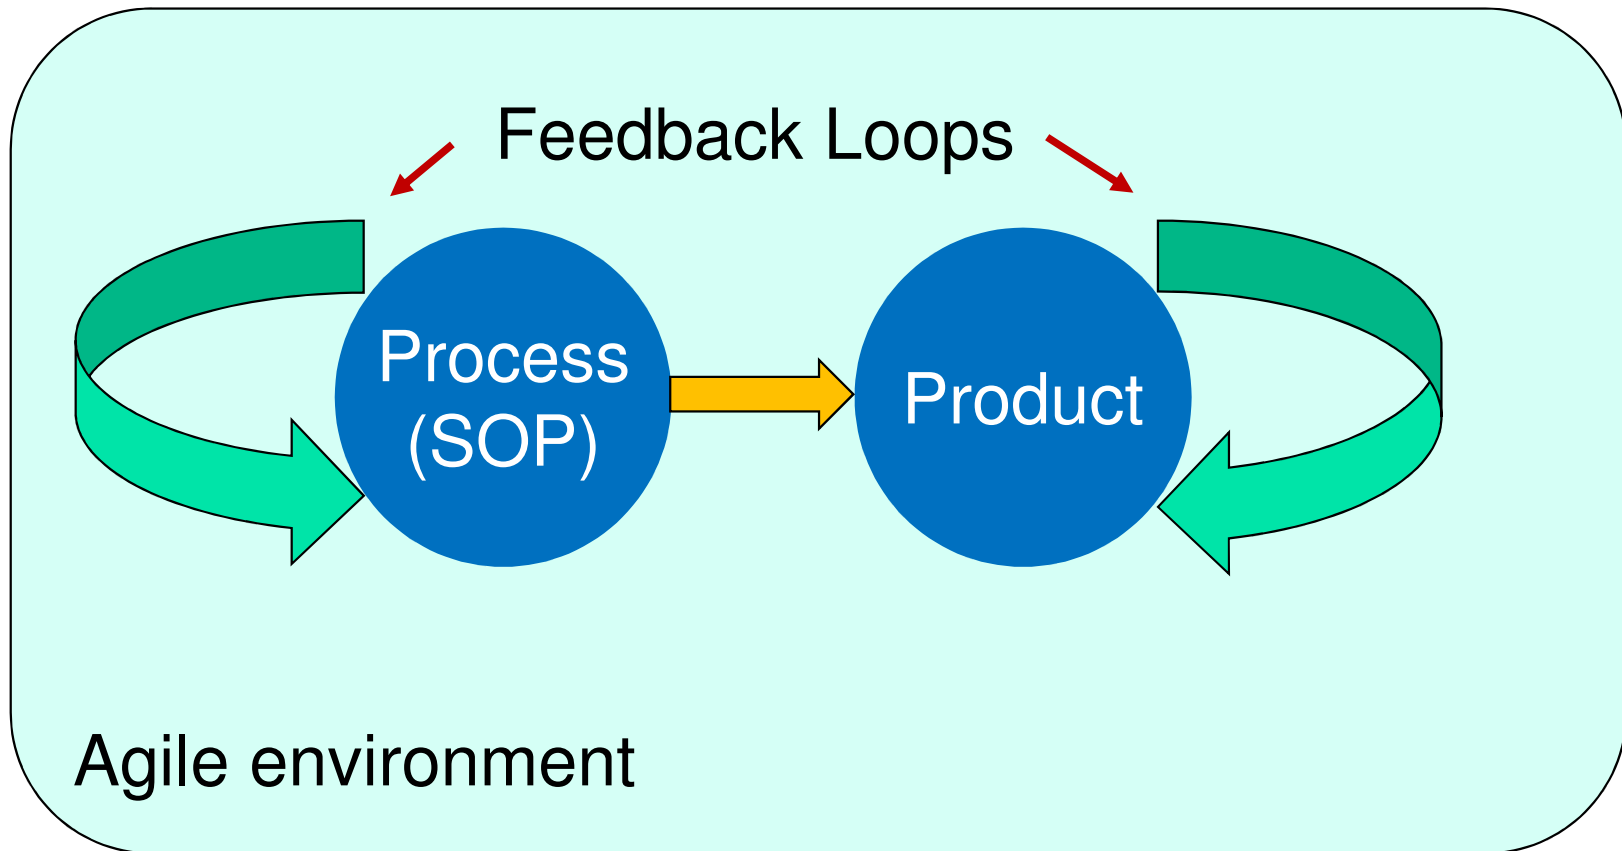 Feedback Loops
Process
(SOP)
Product
Agile environment